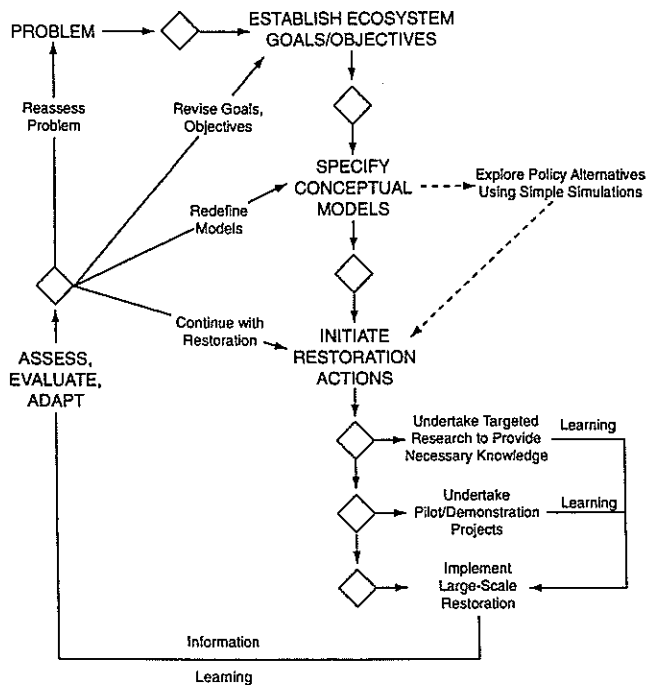 PROBLEM
ESTABLISH ECOSYSTEM
GOALS/OBJECTIVES
Reassess
Problem
Revise Goals,
Objectives
SPECIFY
CONCEPTUAL
MODELS
Explore Policy Alternatives
Using Simple Simulations
Redefine
Models
Continue with
Restoration
INITIATE
RESTORATION
ACTIONS
ASSESS,
EVALUATE,
ADAPT
Undertake Targeted
Research to Provide
Necessary Knowledge
Learning
Undertake
Pilot/Demonstration
Projects
Learning
Implement
Large-Scale
Restoration
Information
Learning